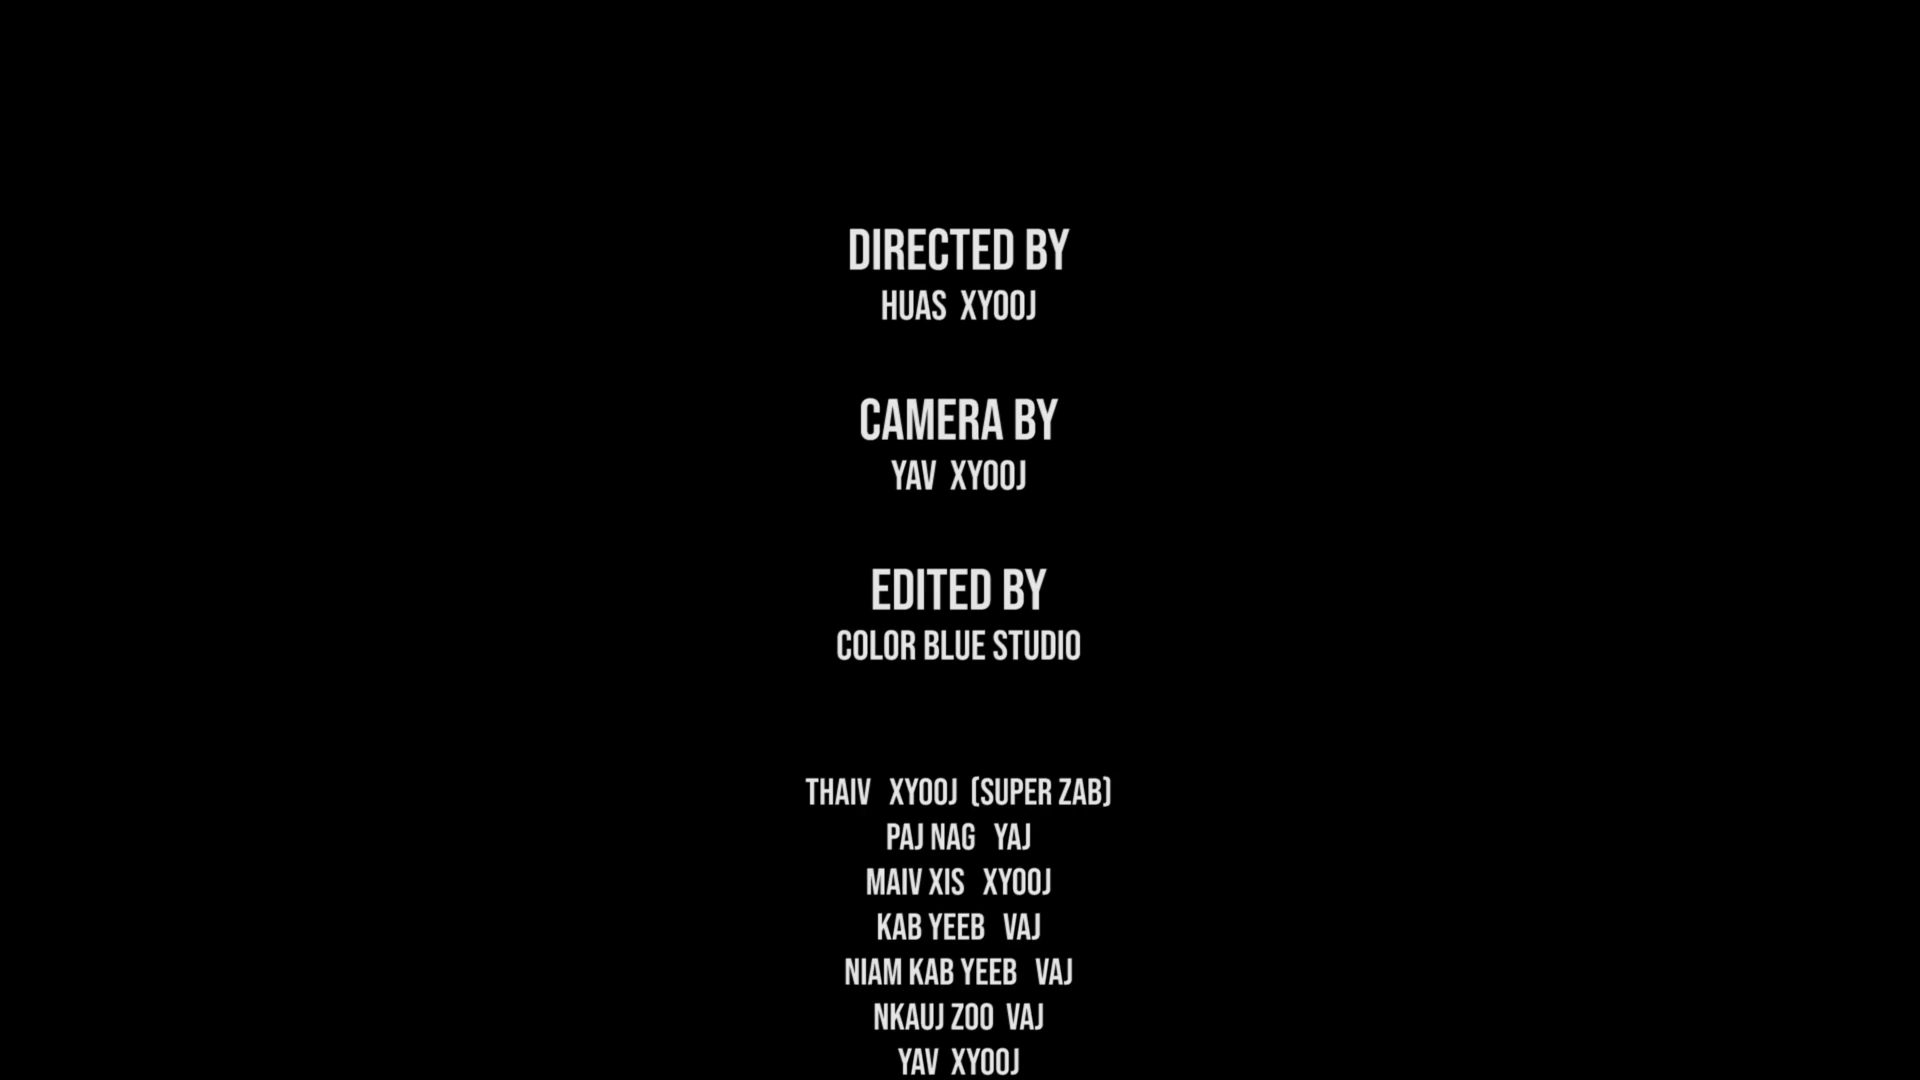 DIRECTED BY
HUAS XYOOJ
CAMERA BY
YAV XYOOJ
EDITED BY
COLOR BLUE STUDIO
THAIV XYOOJ (SUPER ZAB)
PAJ NAG YAJ
MAIV XIS XYOOJ
KAB YEEB VAJ
NIAM KAB YEEB VAJ
NKAUJ ZOO VAJ
YAV XYOOJ